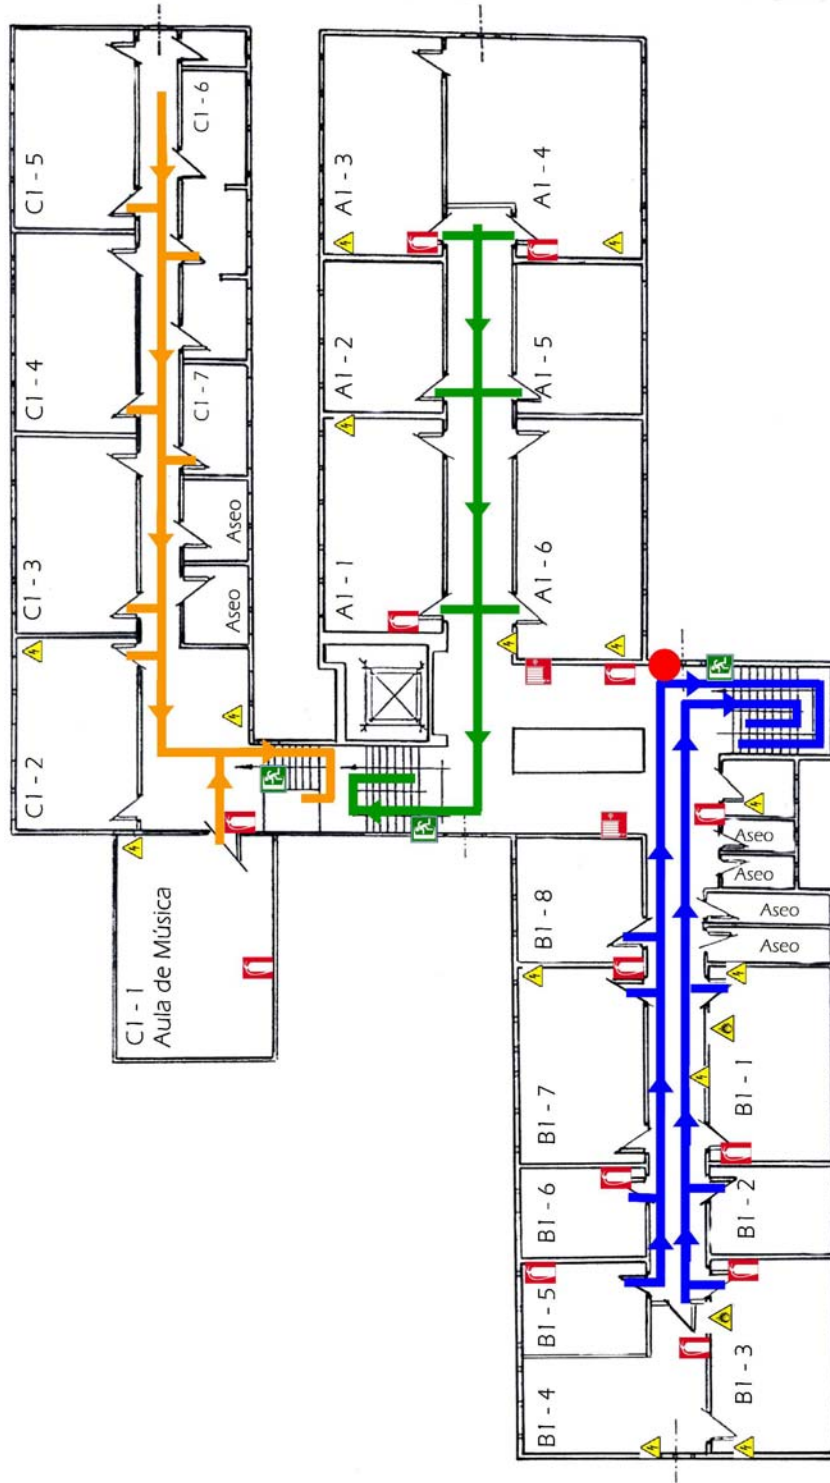 C1 - 5
C1 - 6
C1 - 4
C1 - 7
C1 - 3
Aseo
Aseo
C1 - 2
C1 - 1
Aula de Música
A1 - 3
A1 - 4
A1 - 2
A1 - 5
A1 - 1
A1 - 6
B1 - 8
Aseo
Aseo
Aseo
Aseo
B1 - 7
B1 - 1
B1 - 6
B1 - 2
B1 - 5
B1 - 4
B1 - 3